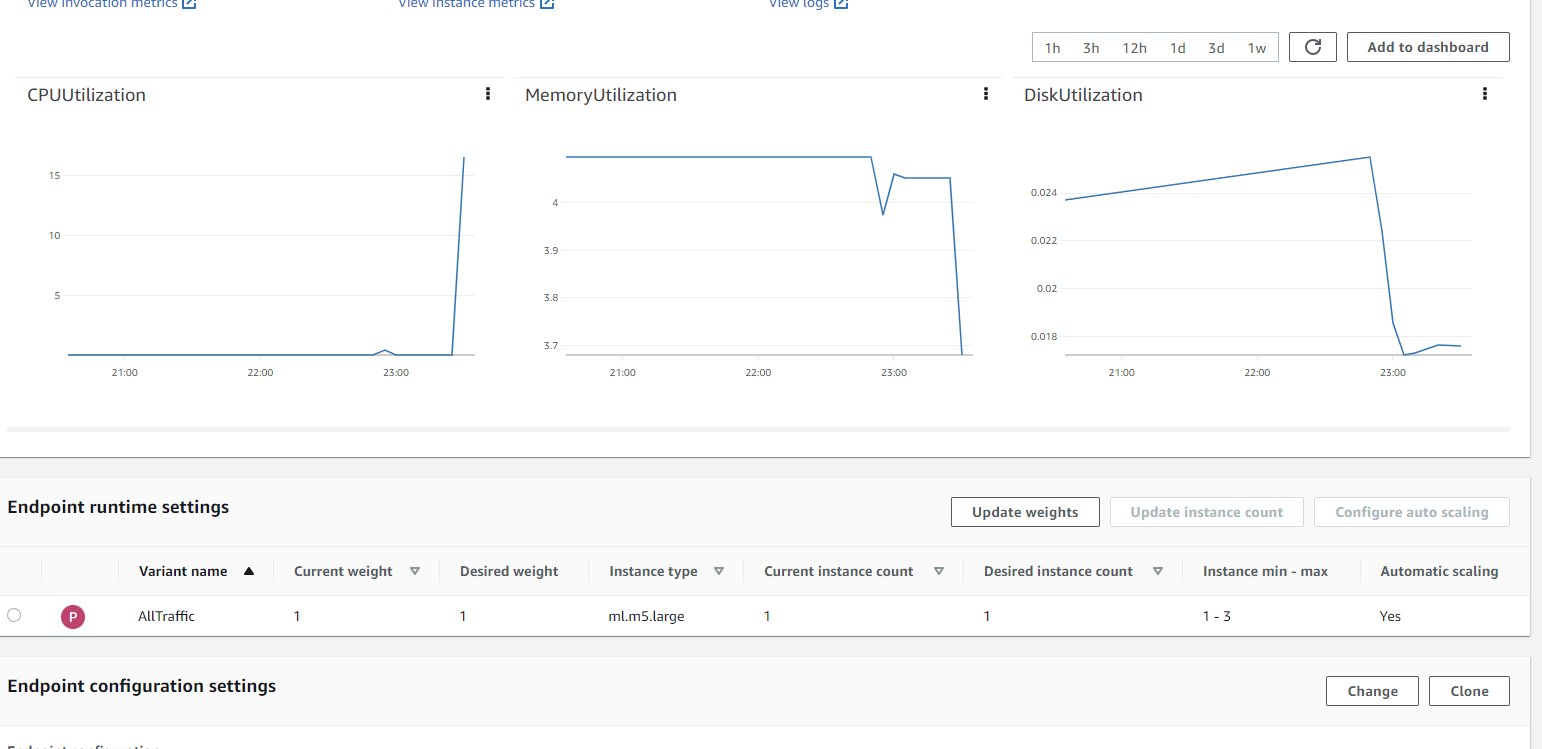 View invocation metrics View instance metrics View logs
1h 3h 12h 1d 3d 1w Add to dashboard
CPUUtilization
15
10
5
21:00 22:00 23:00
MemoryUtilization
4
3.9
3.8
3.7
21:00 22:00 23:00
DiskUtilization
0.024
0.022
0.02
0.018
21:00 22:00 23:00
Endpoint runtime settings
Update weights Update instance count Configure auto scaling
Variant name Current weight Desired weight Instance type Current instance count Desired instance count Instance min - max Automatic scaling
P AllTraffic 1 1 ml.m5.large 1 1 1 - 3 Yes
Endpoint configuration settings
Change Clone
Endpoint configuration